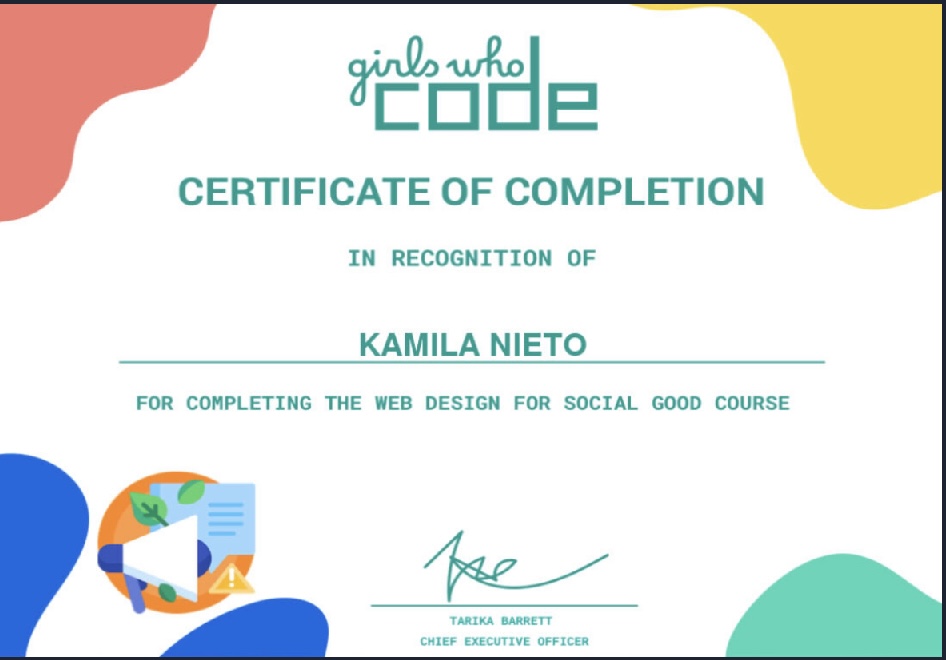 girls who
code
CERTIFICATE OF COMPLETION
IN RECOGNITION OF
KAMILA NIETO
FOR COMPLETING THE WEB DESIGN FOR SOCIAL GOOD COURSE
TARIKA BARRETT
CHIEF EXECUTIVE OFFICER